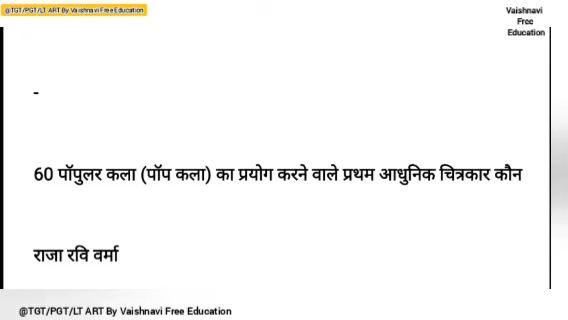 @TGT/PGT/LT ART By Vaishnavi Free Education
Vaishnavi
Free
Education
-
60 पॉपुलर कला (पॉप कला) का प्रयोग करने वाले प्रथम आधुनिक चित्रकार कौन
राजा रवि वर्मा
@TGT/PGT/LT ART By Vaishnavi Free Education